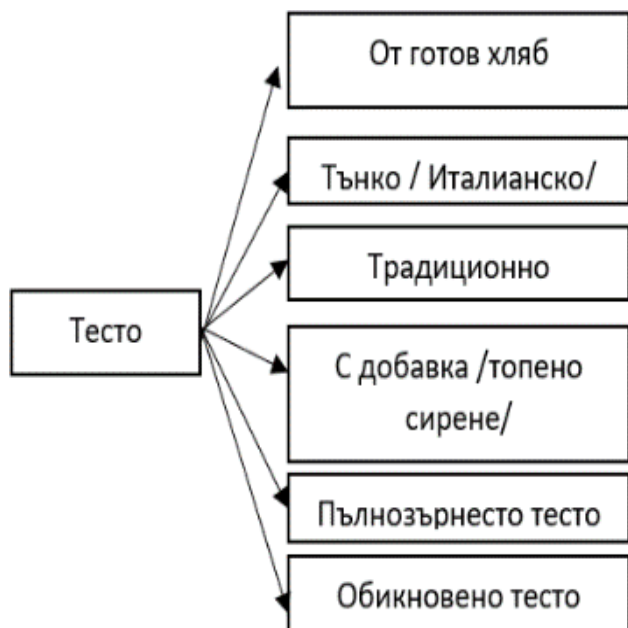 От готов хляб
Тънко / Италианско/
Традиционно
Тесто
С добавка /топено
сирене/
Пълнозърнесто тесто
Обикновено тесто